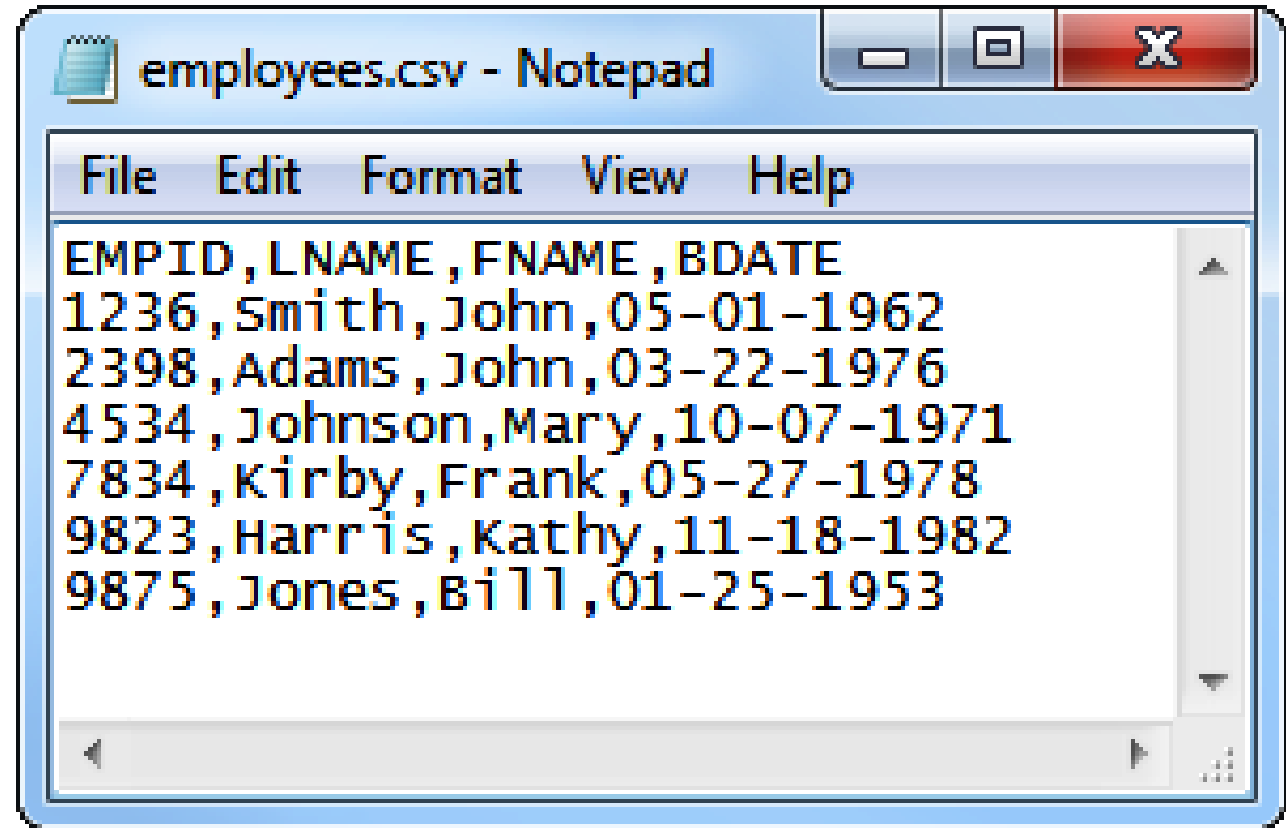 employees.csv - Notepad
File Edit Format View Help
EMPID,LNAME,FNAME,BDATE
1236,Smith,John,05-01-1962
2398,Adams,John,03-22-1976
4534,Johnson,Mary,10-07-1971
7834,Kirby,Frank,05-27-1978
9823,Harris,Kathy,11-18-1982
9875,Jones,Bill,01-25-1953